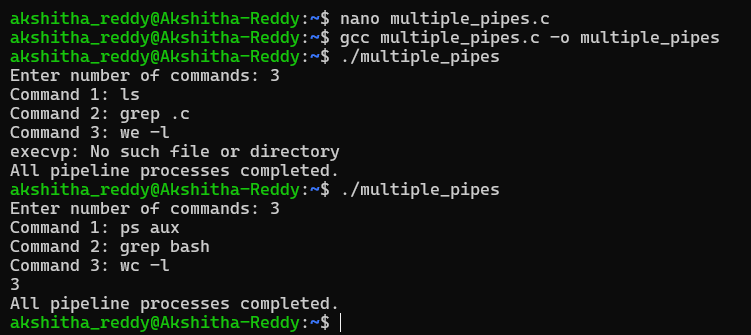 akshitha_reddy@Akshitha-Reddy:~$ nano multiple_pipes.c
akshitha_reddy@Akshitha-Reddy:~$ gcc multiple_pipes.c -o multiple_pipes
akshitha_reddy@Akshitha-Reddy:~$ ./multiple_pipes
Enter number of commands: 3
Command 1: ls
Command 2: grep .c
Command 3: we -l
execvp: No such file or directory
All pipeline processes completed.
akshitha_reddy@Akshitha-Reddy:~$ ./multiple_pipes
Enter number of commands: 3
Command 1: ps aux
Command 2: grep bash
Command 3: wc -l
3
All pipeline processes completed.
akshitha_reddy@Akshitha-Reddy:~$